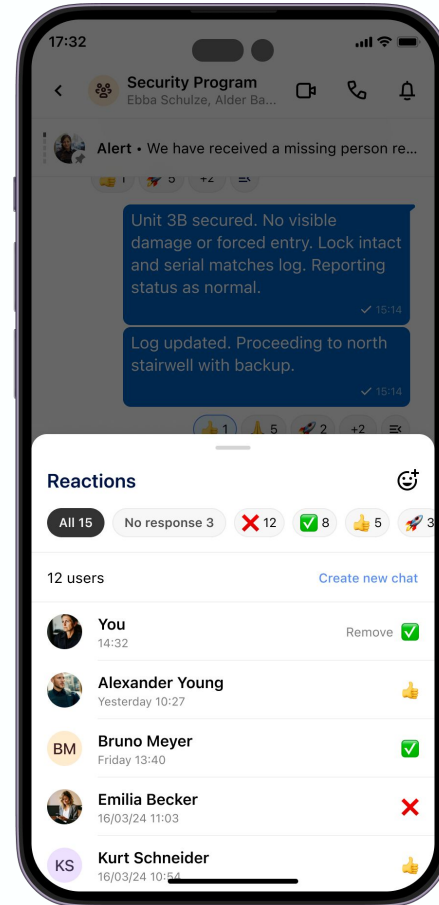 17:32
Security Program
Ebba Schulze, Alder Ba...
Alert • We have received a missing person re...
1 5 +2
Unit 3B secured. No visible
damage or forced entry. Lock intact
and serial matches log. Reporting
status as normal.
15:14
Log updated. Proceeding to north
stairwell with backup.
15:14
1 5 2 +2
Reactions
All 15 No response 3 12 8 5 3
12 users Create new chat
You
14:32
Remove
Alexander Young
Yesterday 10:27
BM
Bruno Meyer
Friday 13:40
Emilia Becker
16/03/24 11:03
KS
Kurt Schneider
16/03/24 10:54